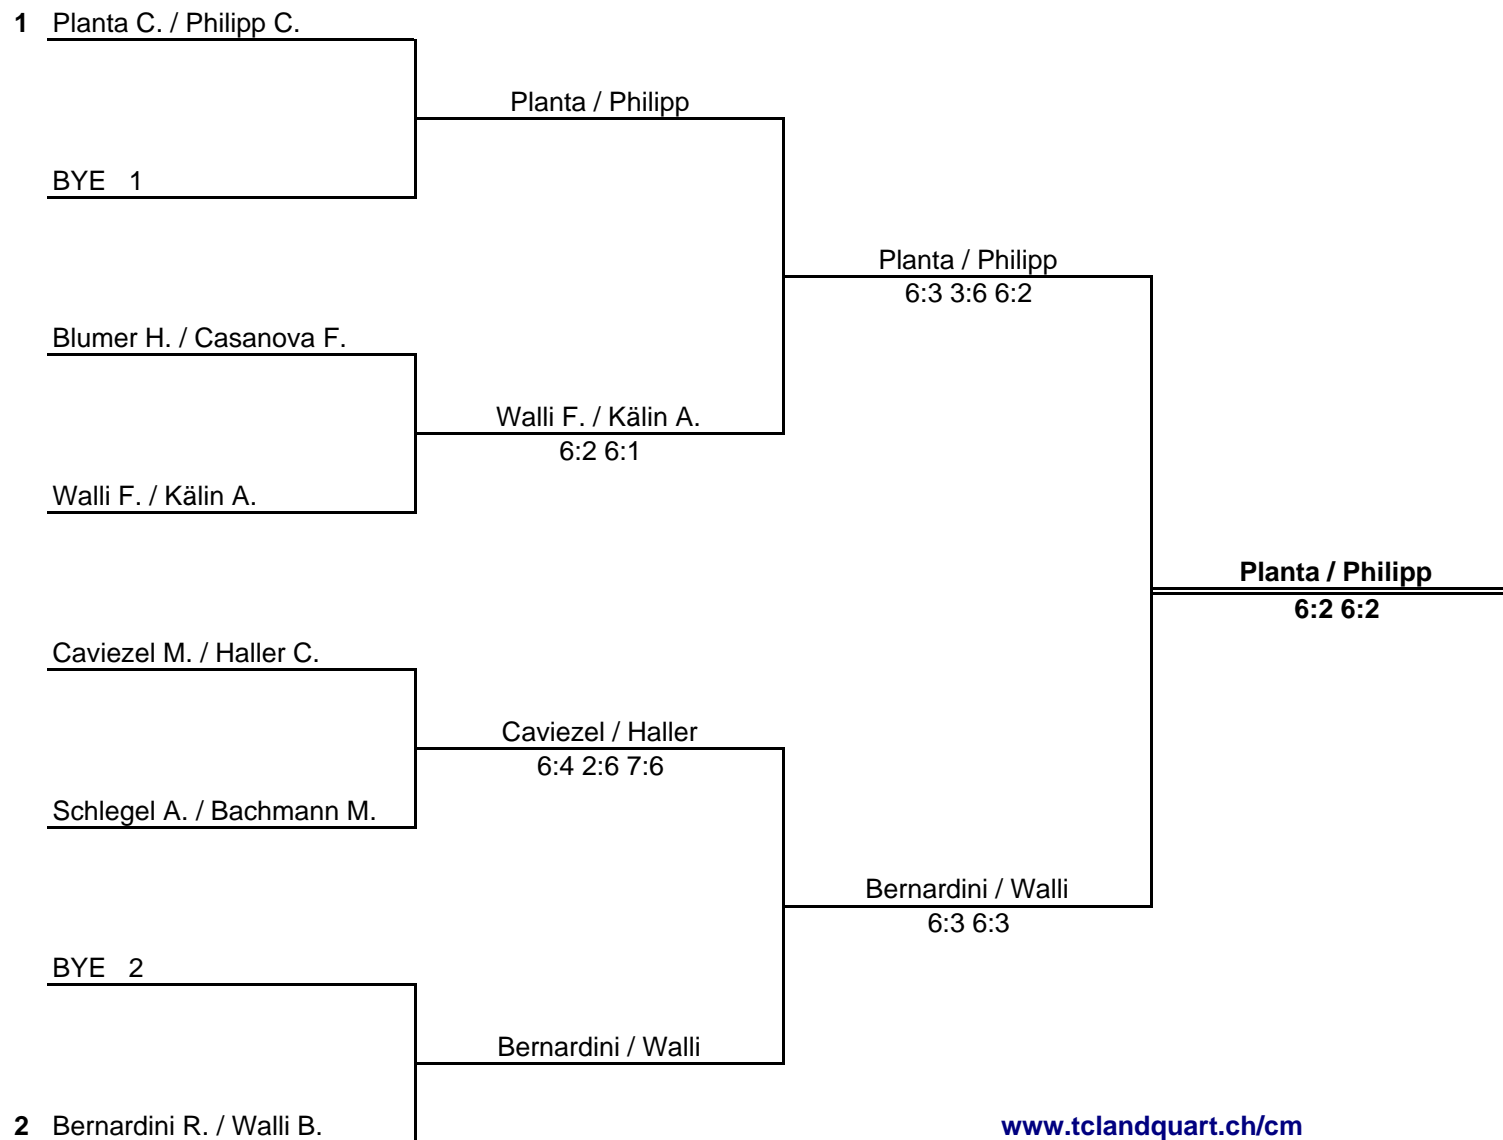 1 Planta C. / Philipp C.
Planta / Philipp
BYE 1
Planta / Philipp
6:3 3:6 6:2
Blumer H. / Casanova F.
Walli F. / Kälin A.
6:2 6:1
Walli F. / Kälin A.
Planta / Philipp
6:2 6:2
Caviezel M. / Haller C.
Caviezel / Haller
6:4 2:6 7:6
Schlegel A. / Bachmann M.
Bernardini / Walli
6:3 6:3
BYE 2
Bernardini / Walli
2 Bernardini R. / Walli B.
www.tclandquart.ch/cm